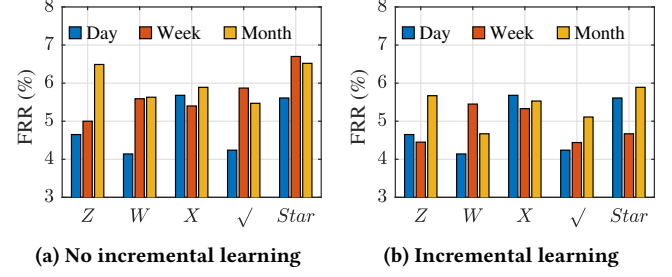 8
7
6
5
4
3
FRR (%)
Day Week Month
Z W X √ Star
(a) No incremental learning
8
7
6
5
4
3
FRR (%)
Day Week Month
Z W X √ Star
(b) Incremental learning